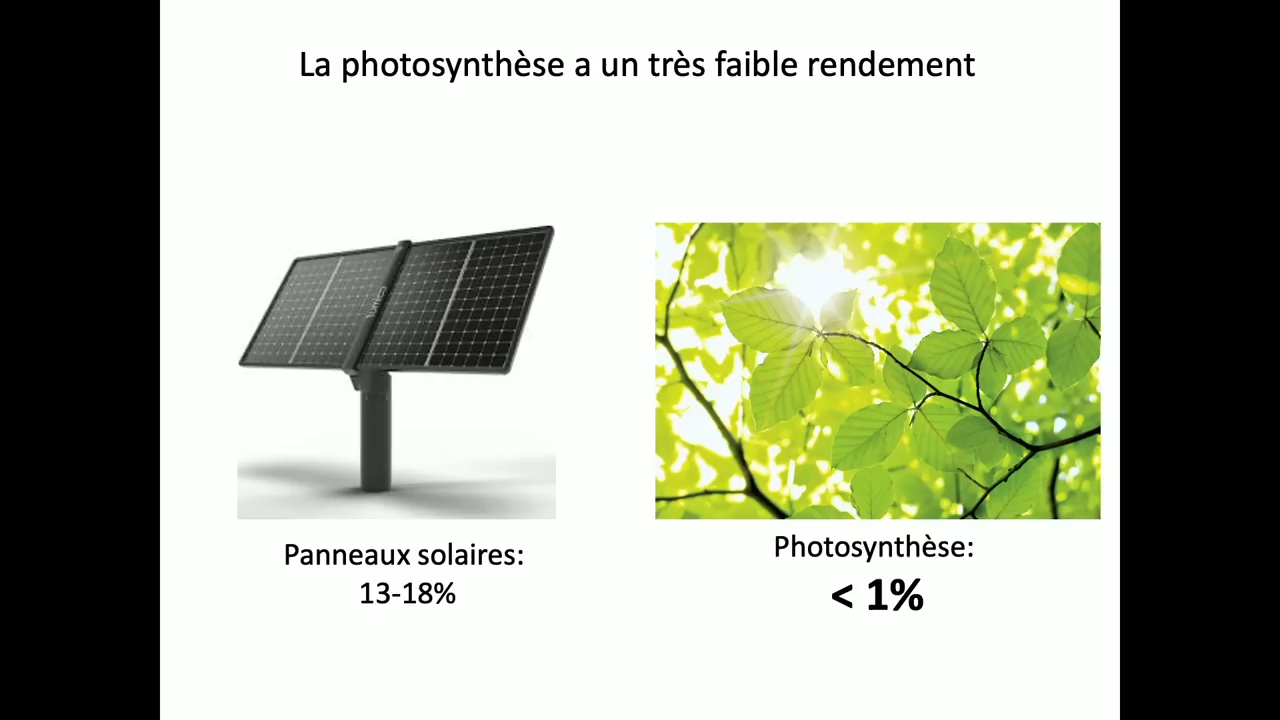 La photosynthèse a un très faible rendement
Panneaux solaires:
13-18%
Photosynthèse:
< 1%